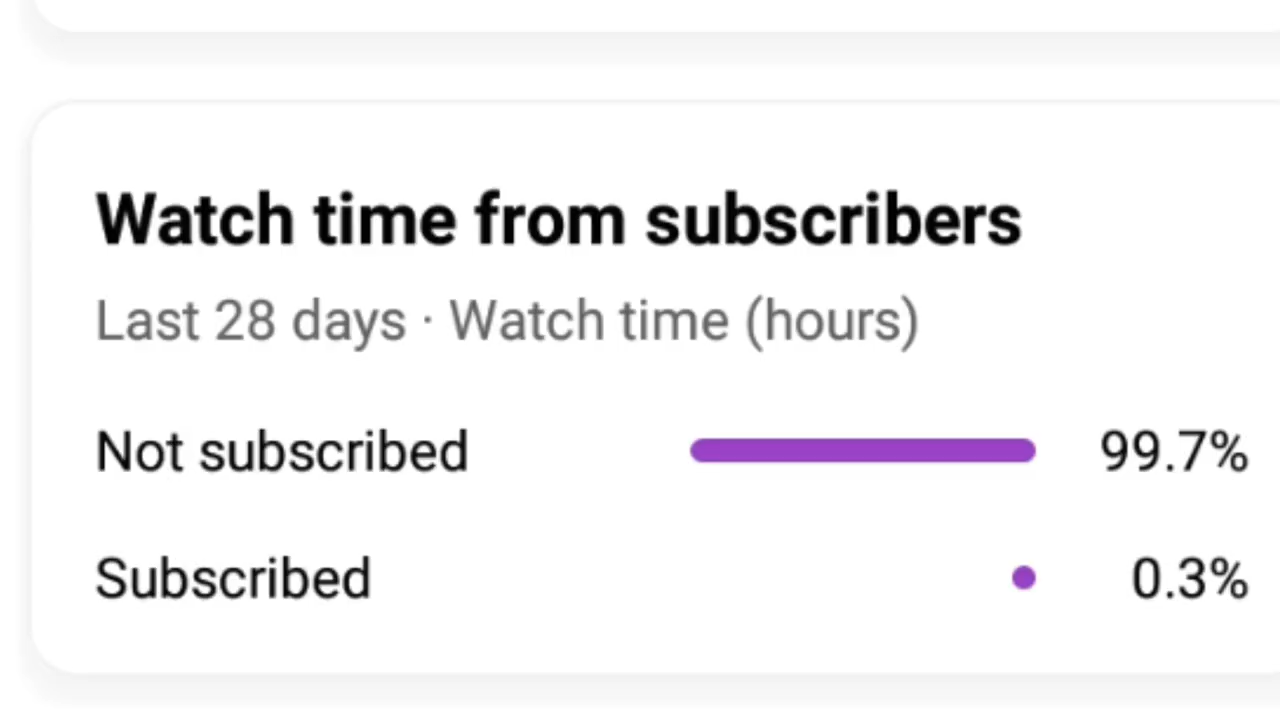 Watch time from subscribers
Last 28 days · Watch time (hours)
Not subscribed 99.7%
Subscribed 0.3%